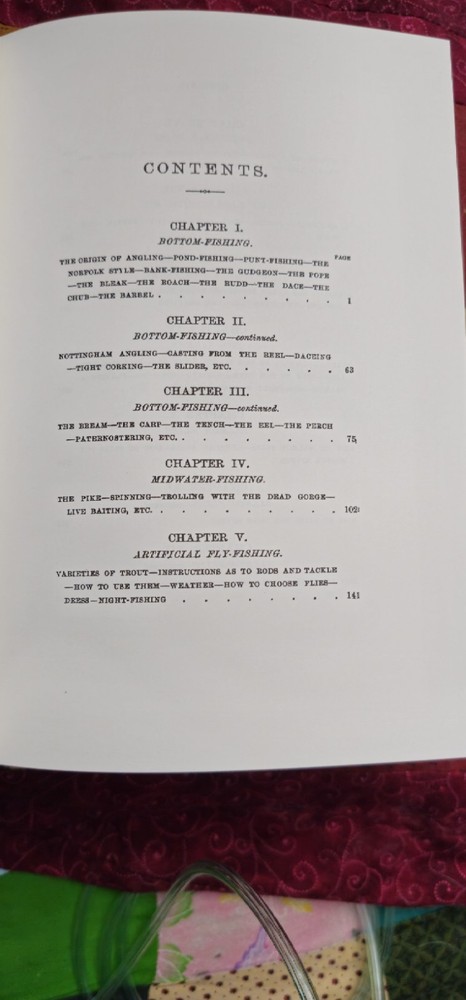 CONTENTS.
CHAPTER I.
BOTTOM-FISHING.
PAGE
THE ORIGIN OF ANGLING—POND-FISHING—PUNT-FISHING—THE
NORFOLK STYLE—BANK-FISHING—THE GUDGEON—THE POPE
—THE BLEAK—THE ROACH—THE RUDD—THE DACE—THE
CHUB—THE BARBEL . . . . . . . . 1
CHAPTER II.
BOTTOM-FISHING—continued.
NOTTINGHAM ANGLING—CASTING FROM THE REEL—DACEING
—TIGHT CORKING—THE SLIDER, ETC. . . . . . 63
CHAPTER III.
BOTTOM-FISHING—continued.
THE BREAM—THE CARP—THE TENCH—THE EEL—THE PERCH
—PATERNOSTERING, ETC. . . . . . . . 75
CHAPTER IV.
MIDWATER-FISHING.
THE PIKE—SPINNING—TROLLING WITH THE DEAD GORGE—
LIVE BAITING, ETC. . . . . . . . . . 102
CHAPTER V.
ARTIFICIAL FLY-FISHING.
VARIETIES OF TROUT—INSTRUCTIONS AS TO RODS AND TACKLE
—HOW TO USE THEM—WEATHER—HOW TO CHOOSE FLIES—
DRESS—NIGHT-FISHING . . . . . . . . 141